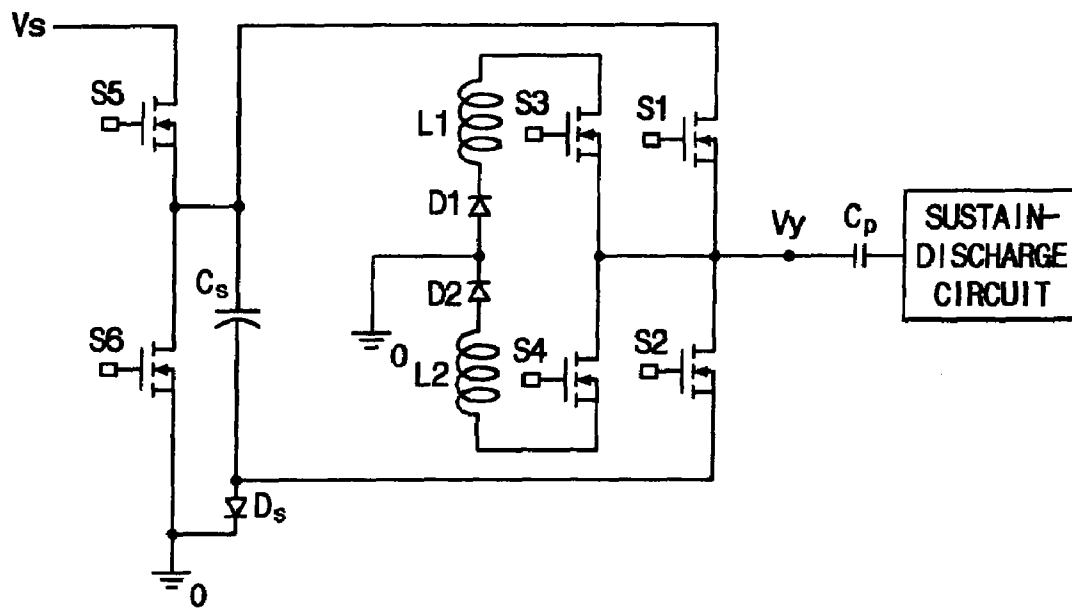 Vs
S5
S3
S1
L1
D1
Vy
Cp
SUSTAIN-
DISCHARGE
CIRCUIT
Cs
D2
0
S6
L2
S4
S2
Ds
0